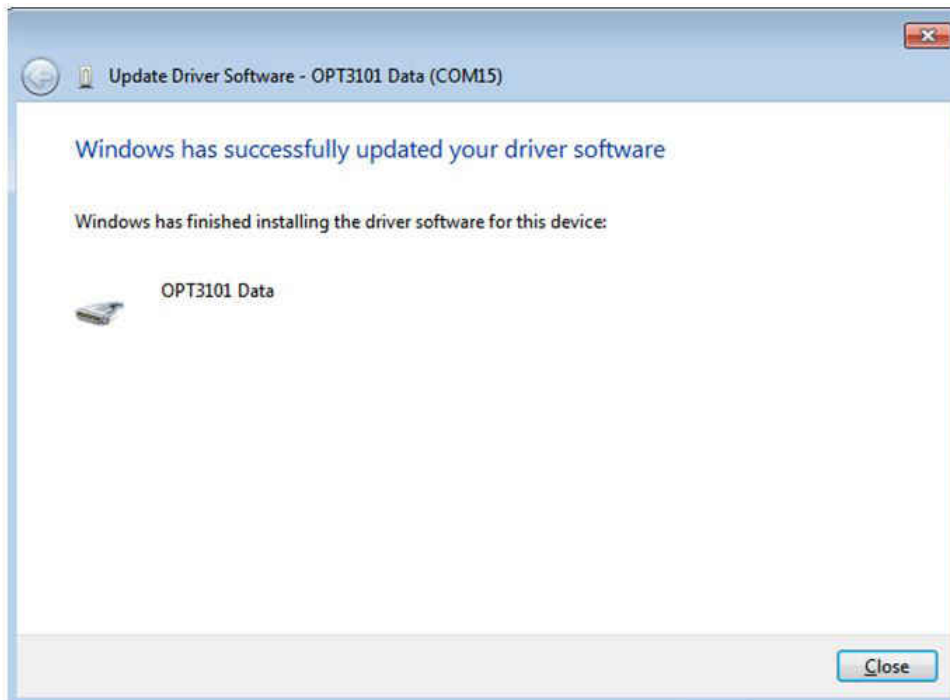 Update Driver Software - OPT3101 Data (COM15)
Windows has successfully updated your driver software
Windows has finished installing the driver software for this device:
OPT3101 Data
Close